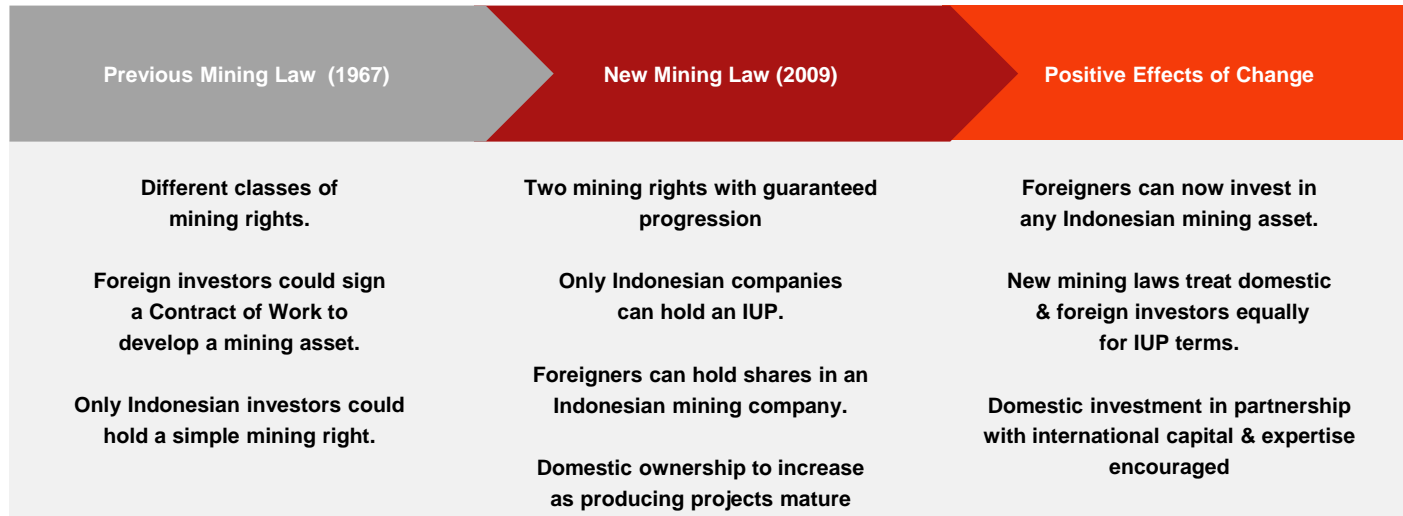 Previous Mining Law (1967)
New Mining Law (2009)
Positive Effects of Change
Different classes of
mining rights.
Foreign investors could sign
a Contract of Work to
develop a mining asset.
Only Indonesian investors could
hold a simple mining right.
Two mining rights with guaranteed
progression
Only Indonesian companies
can hold an IUP.
Foreigners can hold shares in an
Indonesian mining company.
Domestic ownership to increase
as producing projects mature
Foreigners can now invest in
any Indonesian mining asset.
New mining laws treat domestic
& foreign investors equally
for IUP terms.
Domestic investment in partnership
with international capital & expertise
encouraged